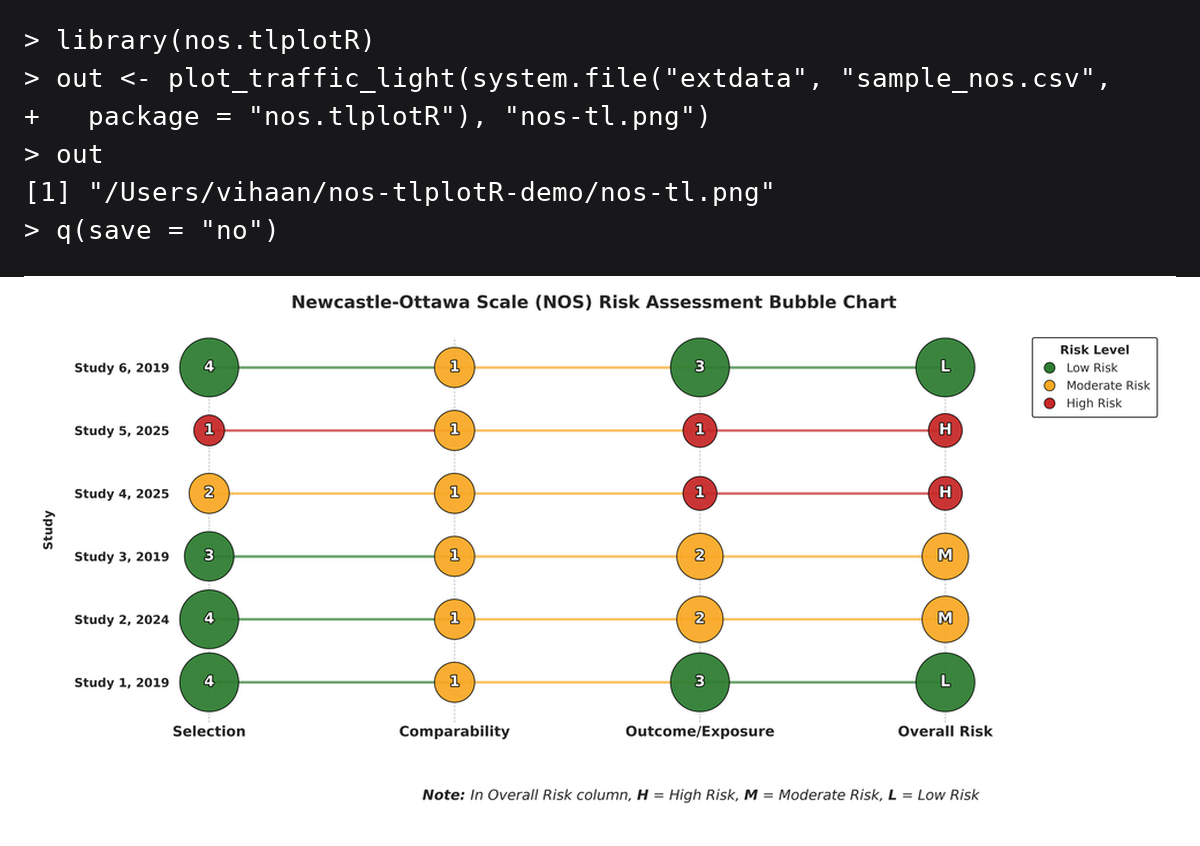 > library(nos.tlplotR)
> out <- plot_traffic_light(system.file("extdata", "sample_nos.csv",
+   package = "nos.tlplotR"), "nos-tl.png")
> out
[1] "/Users/vihaan/nos-tlplotR-demo/nos-tl.png"
> q(save = "no")
Newcastle-Ottawa Scale (NOS) Risk Assessment Bubble Chart
Study 6, 2019 4 1 3 L
Study 5, 2025 1 1 1 H
Study 4, 2025 2 1 1 H
Study 3, 2019 3 1 2 M
Study 2, 2024 4 1 2 M
Study 1, 2019 4 1 3 L
Study
Selection Comparability Outcome/Exposure Overall Risk
Risk Level
Low Risk
Moderate Risk
High Risk
Note: In Overall Risk column, H = High Risk, M = Moderate Risk, L = Low Risk